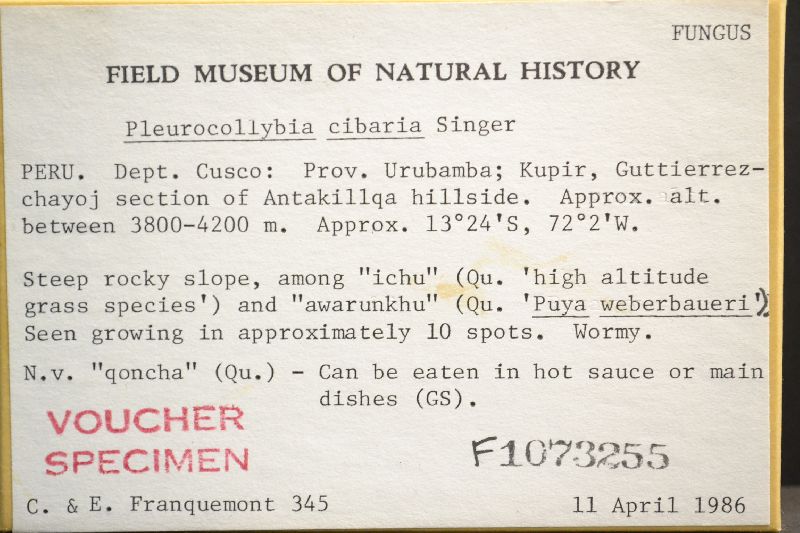 FUNGUS
FIELD MUSEUM OF NATURAL HISTORY
Pleurocollybia cibaria Singer
PERU. Dept. Cusco: Prov. Urubamba; Kupir, Guttierrez-
chayoj section of Antakillqa hillside. Approx. alt.
between 3800-4200 m. Approx. 13°24'S, 72°2'W.
Steep rocky slope, among "ichu" (Qu. 'high altitude
grass species') and "awarunkhu" (Qu. 'Puya weberbaueri')
Seen growing in approximately 10 spots. Wormy.
N.v. "qoncha" (Qu.) - Can be eaten in hot sauce or main
dishes (GS).
VOUCHER
SPECIMEN
F1073255
C. & E. Franquemont 345
11 April 1986